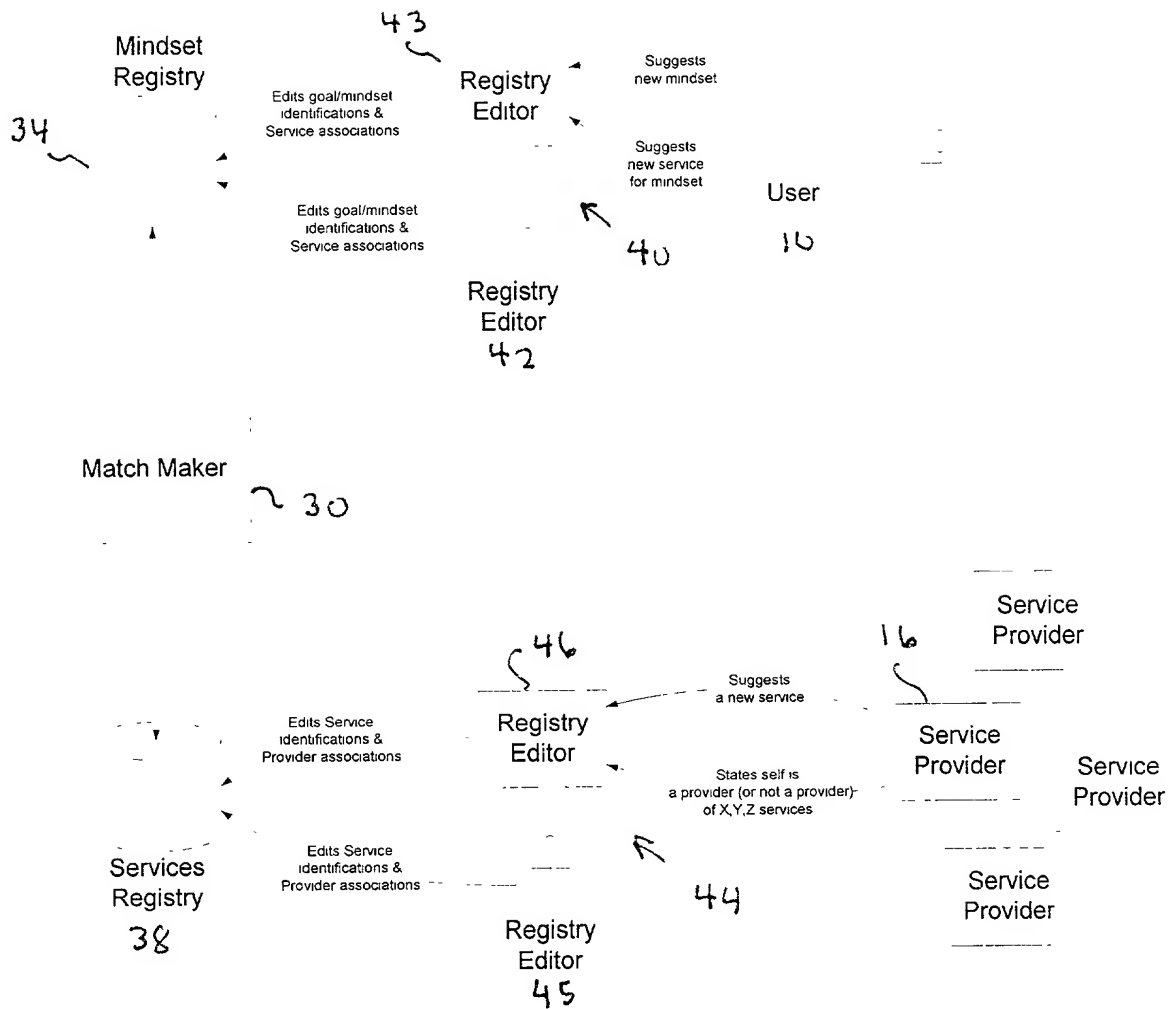 43
Mindset
Registry
Registry
Editor
Suggests
new mindset
Edits goal/mindset
identifications &
Service associations
34
Suggests
new service
for mindset
User
10
Edits goal/mindset
identifications &
Service associations
40
Registry
Editor
42
Match Maker
30
Service
Provider
46
16
Suggests
a new service
Edits Service
identifications &
Provider associations
Registry
Editor
Service
Provider
Service
Provider
States self is
a provider (or not a provider)
of X,Y,Z services
Edits Service
identifications &
Provider associations
Services
Registry
38
44
Service
Provider
Registry
Editor
45